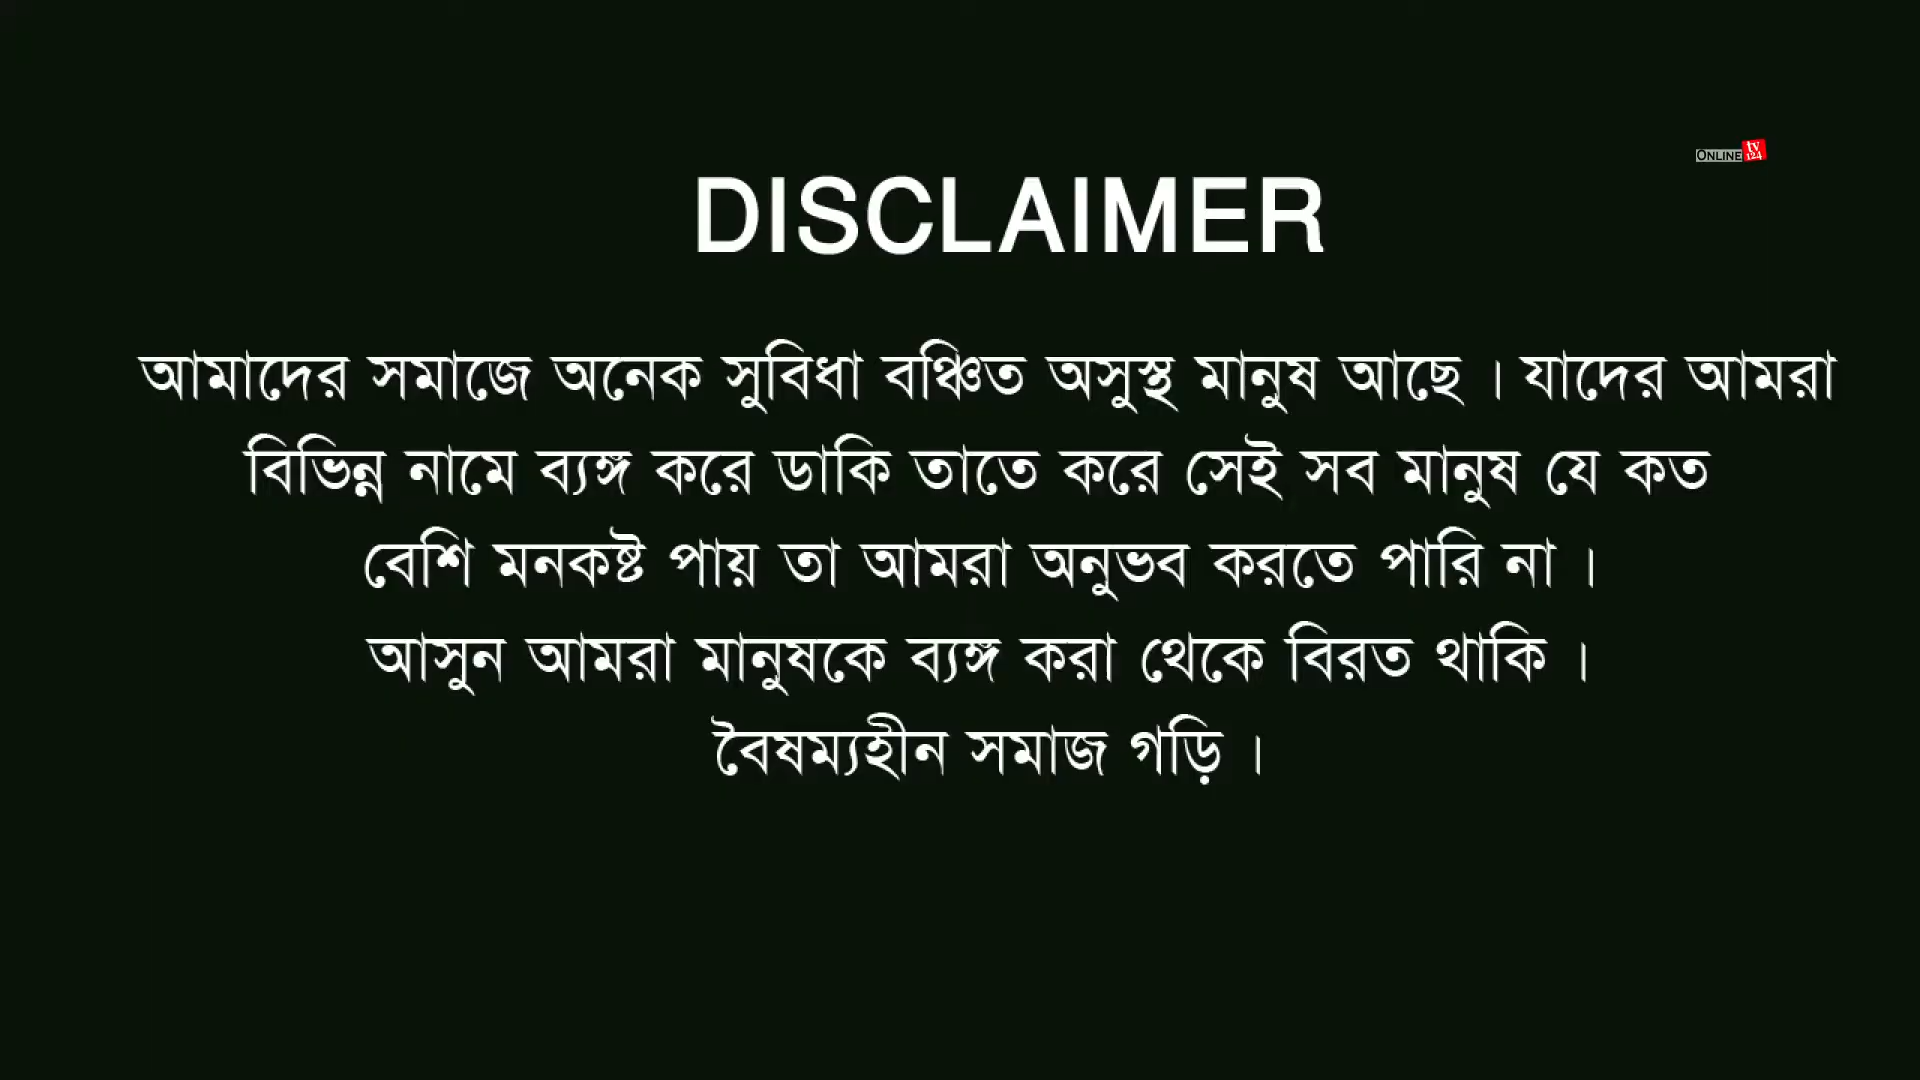 ONLINE tv 124
DISCLAIMER
আমাদের সমাজে অনেক সুবিধা বঞ্চিত অসুস্থ মানুষ আছে । যাদের আমরা
বিভিন্ন নামে ব্যঙ্গ করে ডাকি তাতে করে সেই সব মানুষ যে কত
বেশি মনকষ্ট পায় তা আমরা অনুভব করতে পারি না ।
আসুন আমরা মানুষকে ব্যঙ্গ করা থেকে বিরত থাকি ।
বৈষম্যহীন সমাজ গড়ি ।